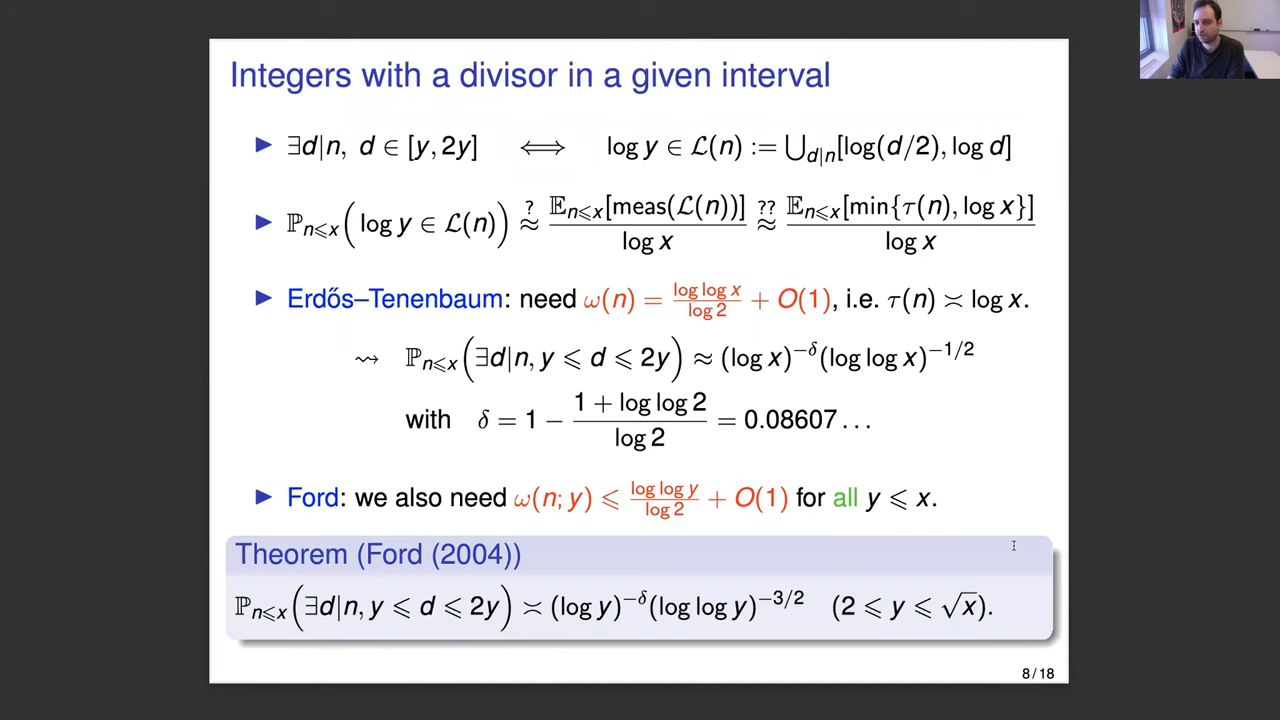 Integers with a divisor in a given interval
▶ ∃d|n, d ∈ [y, 2y] ⟺ log y ∈ ℒ(n) := ⋃_{d|n}[log(d/2), log d]
▶ ℙ_{n⩽x}(log y ∈ ℒ(n)) ≈^? 𝔼_{n⩽x}[meas(ℒ(n))] / log x ≈^{??} 𝔼_{n⩽x}[min{τ(n), log x}] / log x
▶ Erdős–Tenenbaum: need ω(n) = (log log x)/(log 2) + O(1), i.e. τ(n) ≍ log x.
⇝ ℙ_{n⩽x}(∃d|n, y ⩽ d ⩽ 2y) ≈ (log x)^{−δ}(log log x)^{−1/2}
with δ = 1 − (1 + log log 2)/(log 2) = 0.08607 . . .
▶ Ford: we also need ω(n; y) ⩽ (log log y)/(log 2) + O(1) for all y ⩽ x.
Theorem (Ford (2004))
ℙ_{n⩽x}(∃d|n, y ⩽ d ⩽ 2y) ≍ (log y)^{−δ}(log log y)^{−3/2} (2 ⩽ y ⩽ √x).
8 / 18